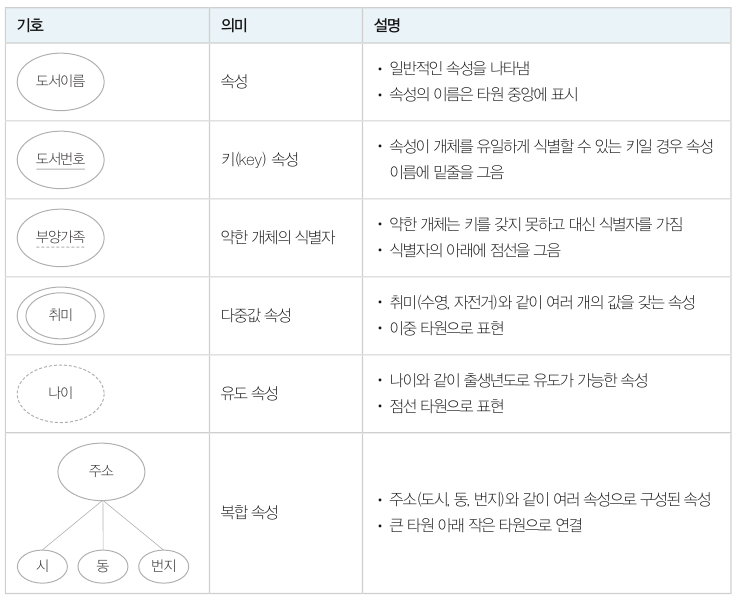 기호 의미 설명
도서이름 속성 • 일반적인 속성을 나타냄
• 속성의 이름은 타원 중앙에 표시
도서번호 키(key) 속성 • 속성이 개체를 유일하게 식별할 수 있는 키일 경우 속성
이름에 밑줄을 그음
부양가족 약한 개체의 식별자 • 약한 개체는 키를 갖지 못하고 대신 식별자를 가짐
• 식별자의 아래에 점선을 그음
취미 다중값 속성 • 취미(수영, 자전거)와 같이 여러 개의 값을 갖는 속성
• 이중 타원으로 표현
나이 유도 속성 • 나이와 같이 출생년도로 유도가 가능한 속성
• 점선 타원으로 표현
주소
시 동 번지
복합 속성
• 주소(도시, 동, 번지)와 같이 여러 속성으로 구성된 속성
• 큰 타원 아래 작은 타원으로 연결